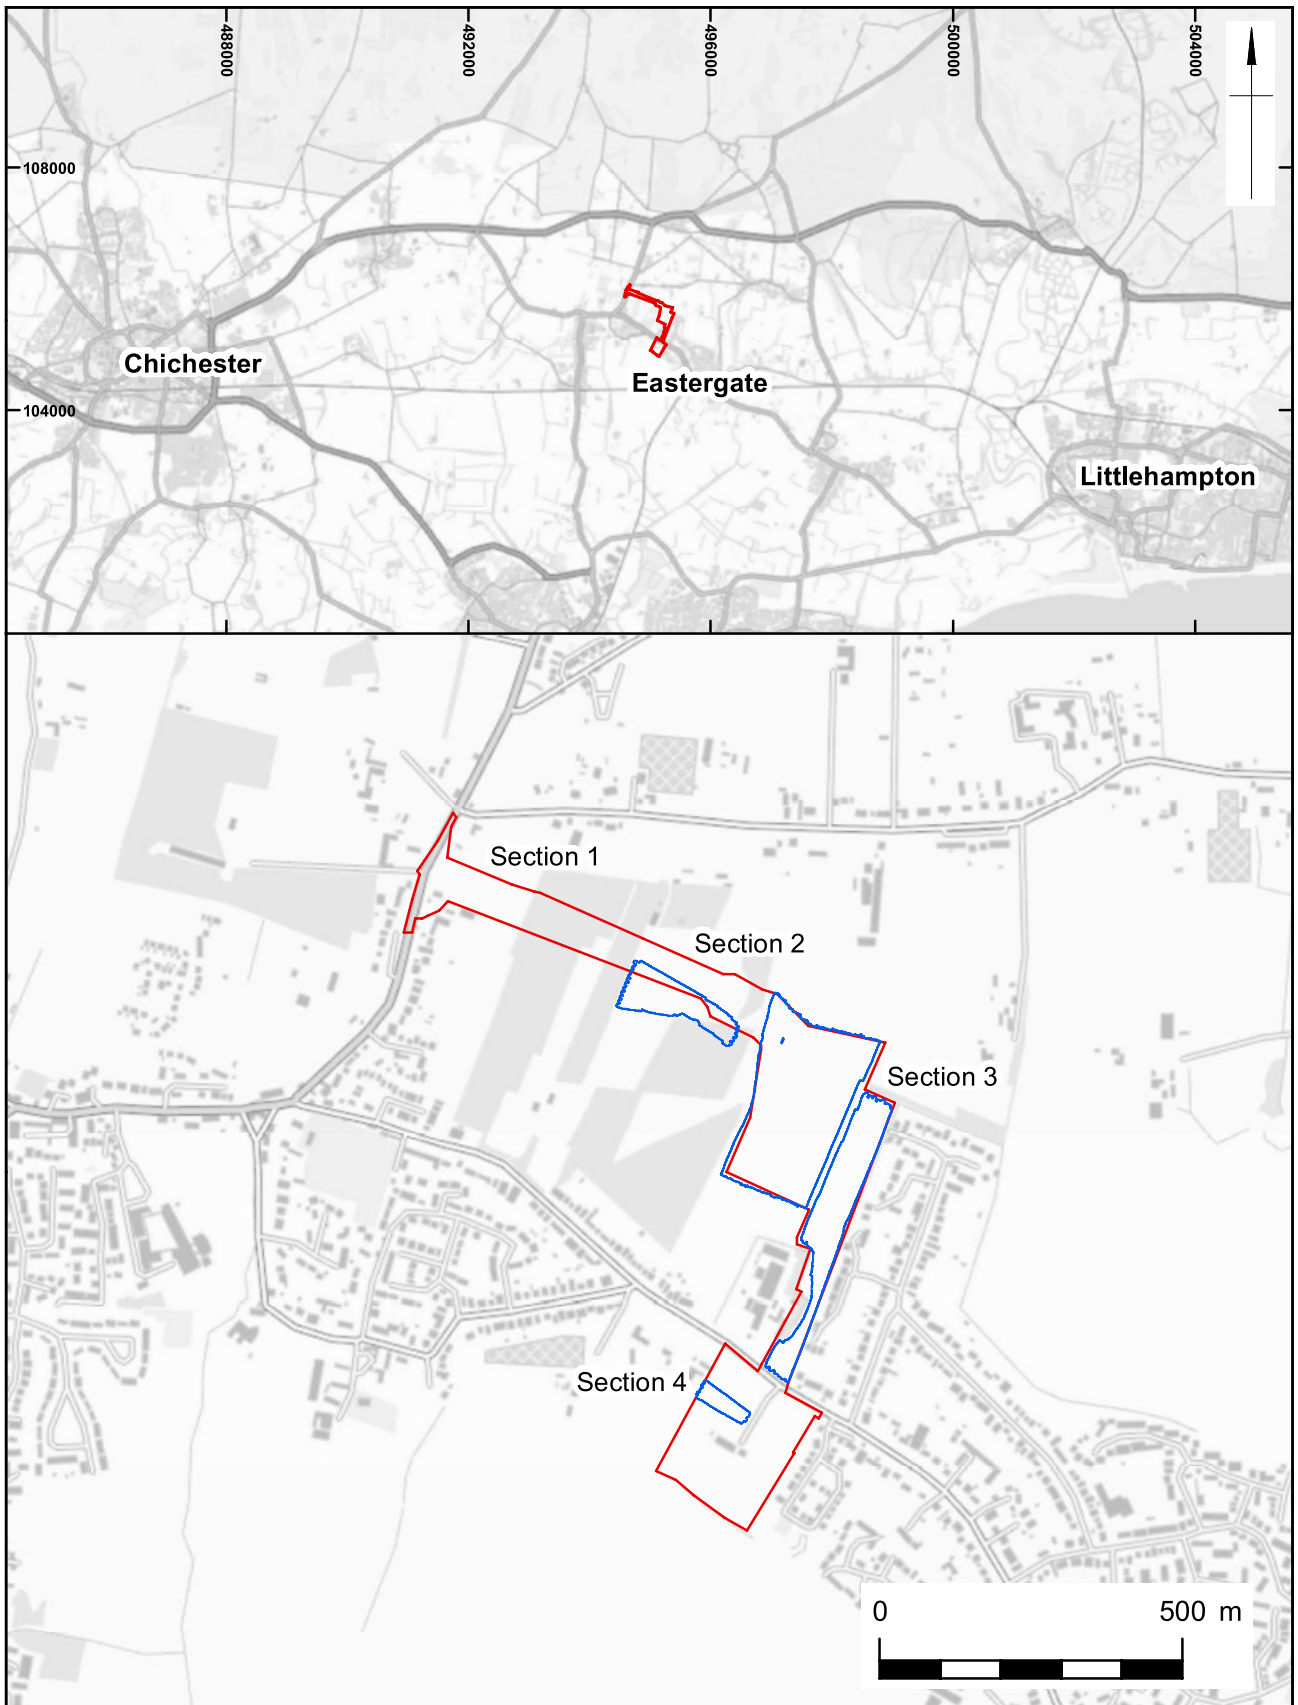 488000
492000
496000
500000
504000
108000
Chichester
Eastergate
104000
Littlehampton
Section 1
Section 2
Section 3
Section 4
0 500 m